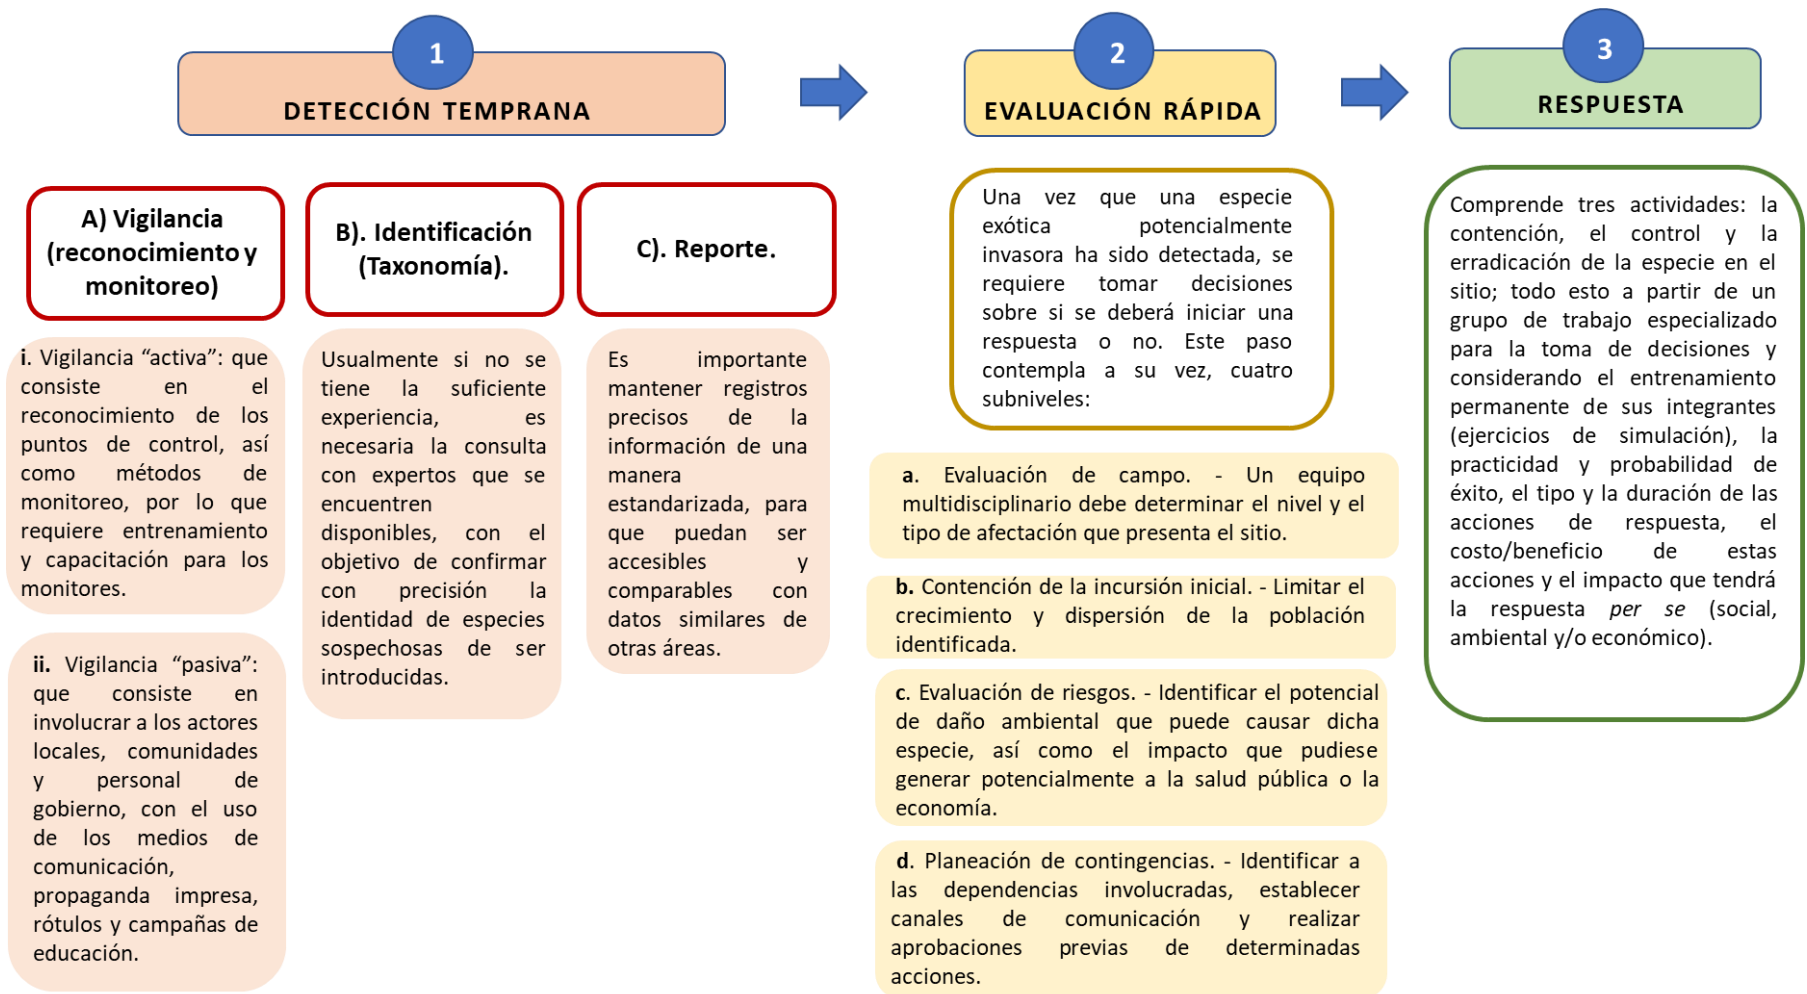 1
DETECCIÓN TEMPRANA
A) Vigilancia
(reconocimiento y
monitoreo)
i. Vigilancia “activa”: que
consiste en el
reconocimiento de los
puntos de control, así
como métodos de
monitoreo, por lo que
requiere entrenamiento
y capacitación para los
monitores.
ii. Vigilancia “pasiva”:
que consiste en
involucrar a los actores
locales, comunidades
y personal de
gobierno, con el uso
de los medios de
comunicación,
propaganda impresa,
rótulos y campañas de
educación.
B). Identificación
(Taxonomía).
Usualmente si no se
tiene la suficiente
experiencia, es
necesaria la consulta
con expertos que se
encuentren
disponibles, con el
objetivo de confirmar
con precisión la
identidad de especies
sospechosas de ser
introducidas.
C). Reporte.
Es importante
mantener registros
precisos de la
información de una
manera
estandarizada, para
que puedan ser
accesibles y
comparables con
datos similares de
otras áreas.
2
EVALUACIÓN RÁPIDA
Una vez que una especie
exótica potencialmente
invasora ha sido detectada, se
requiere tomar decisiones
sobre si se deberá iniciar una
respuesta o no. Este paso
contempla a su vez, cuatro
subniveles:
a. Evaluación de campo. - Un equipo
multidisciplinario debe determinar el nivel y el
tipo de afectación que presenta el sitio.
b. Contención de la incursión inicial. - Limitar el
crecimiento y dispersión de la población
identificada.
c. Evaluación de riesgos. - Identificar el potencial
de daño ambiental que puede causar dicha
especie, así como el impacto que pudiese
generar potencialmente a la salud pública o la
economía.
d. Planeación de contingencias. - Identificar a
las dependencias involucradas, establecer
canales de comunicación y realizar
aprobaciones previas de determinadas
acciones.
3
RESPUESTA
Comprende tres actividades: la
contención, el control y la
erradicación de la especie en el
sitio; todo esto a partir de un
grupo de trabajo especializado
para la toma de decisiones y
considerando el entrenamiento
permanente de sus integrantes
(ejercicios de simulación), la
practicidad y probabilidad de
éxito, el tipo y la duración de las
acciones de respuesta, el
costo/beneficio de estas
acciones y el impacto que tendrá
la respuesta per se (social,
ambiental y/o económico).